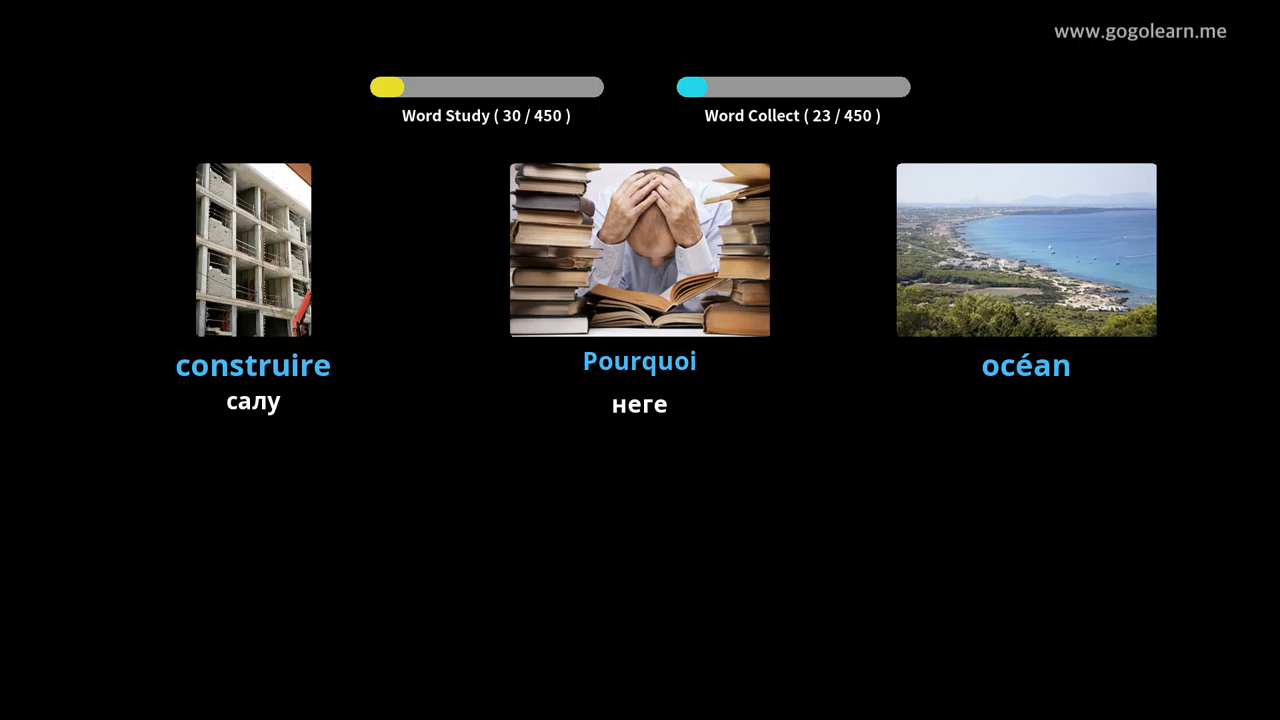 www.gogolearn.me
Word Study ( 30 / 450 )
Word Collect ( 23 / 450 )
construire
салу
Pourquoi
неге
océan